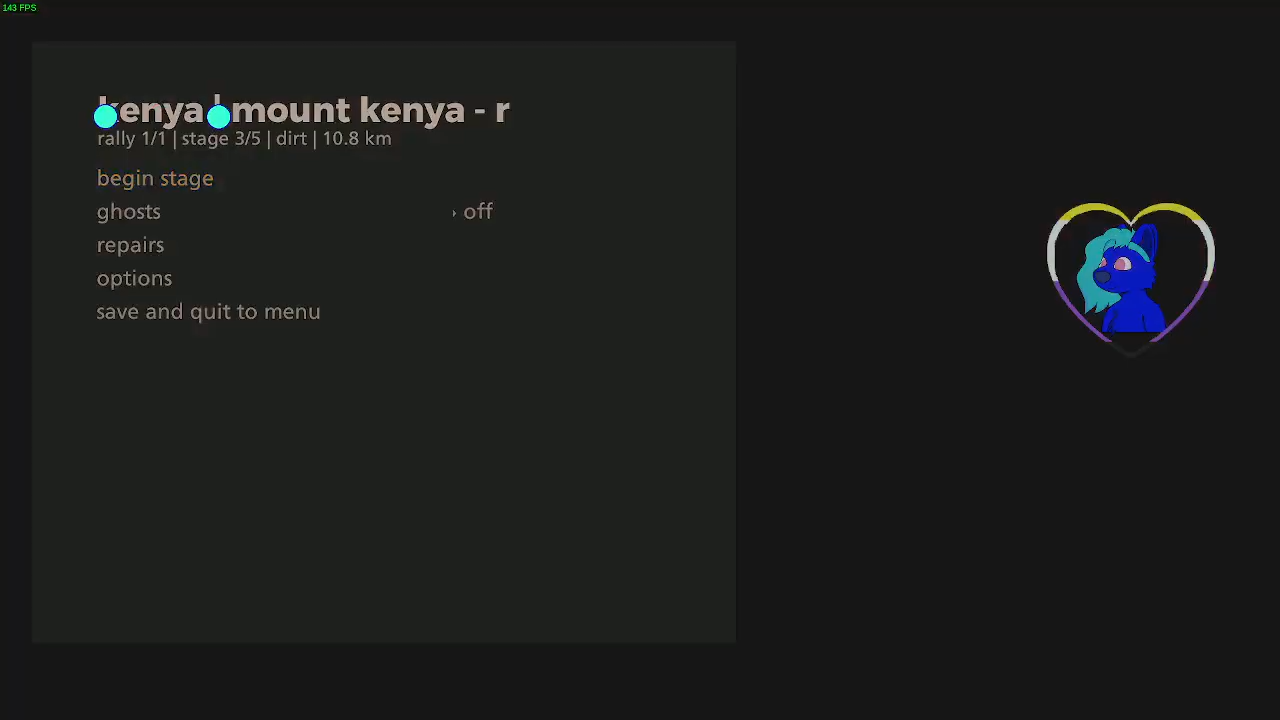 143 FPS
kenya | mount kenya - r
rally 1/1 | stage 3/5 | dirt | 10.8 km
begin stage
ghosts › off
repairs
options
save and quit to menu